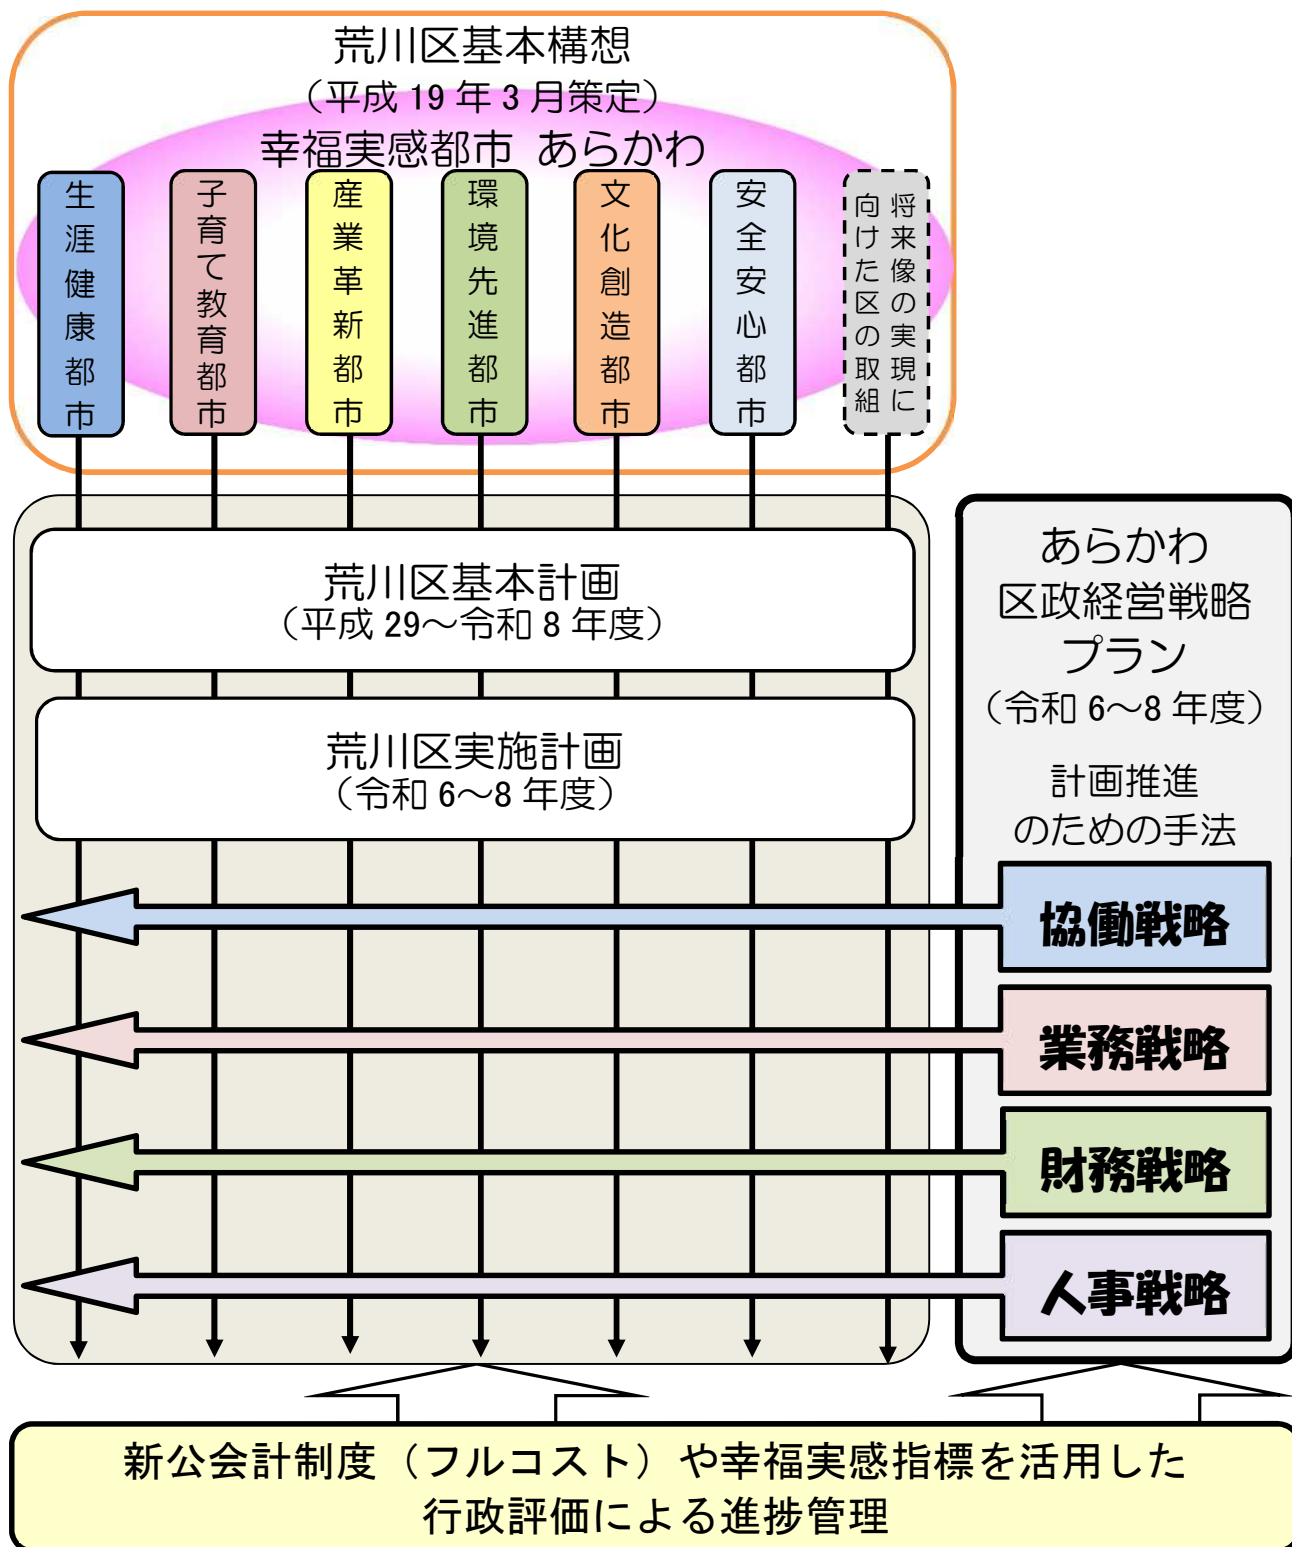 荒川区基本構想
（平成 19 年 3 月策定）
幸福実感都市 あらかわ
生涯健康都市
子育て教育都市
産業革新都市
環境先進都市
文化創造都市
安全安心都市
将来像の実現に
向けた区の取組
荒川区基本計画
（平成 29～令和 8 年度）
荒川区実施計画
（令和 6～8 年度）
あらかわ
区政経営戦略
プラン
（令和 6～8 年度）
計画推進
のための手法
協働戦略
業務戦略
財務戦略
人事戦略
新公会計制度（フルコスト）や幸福実感指標を活用した
行政評価による進捗管理